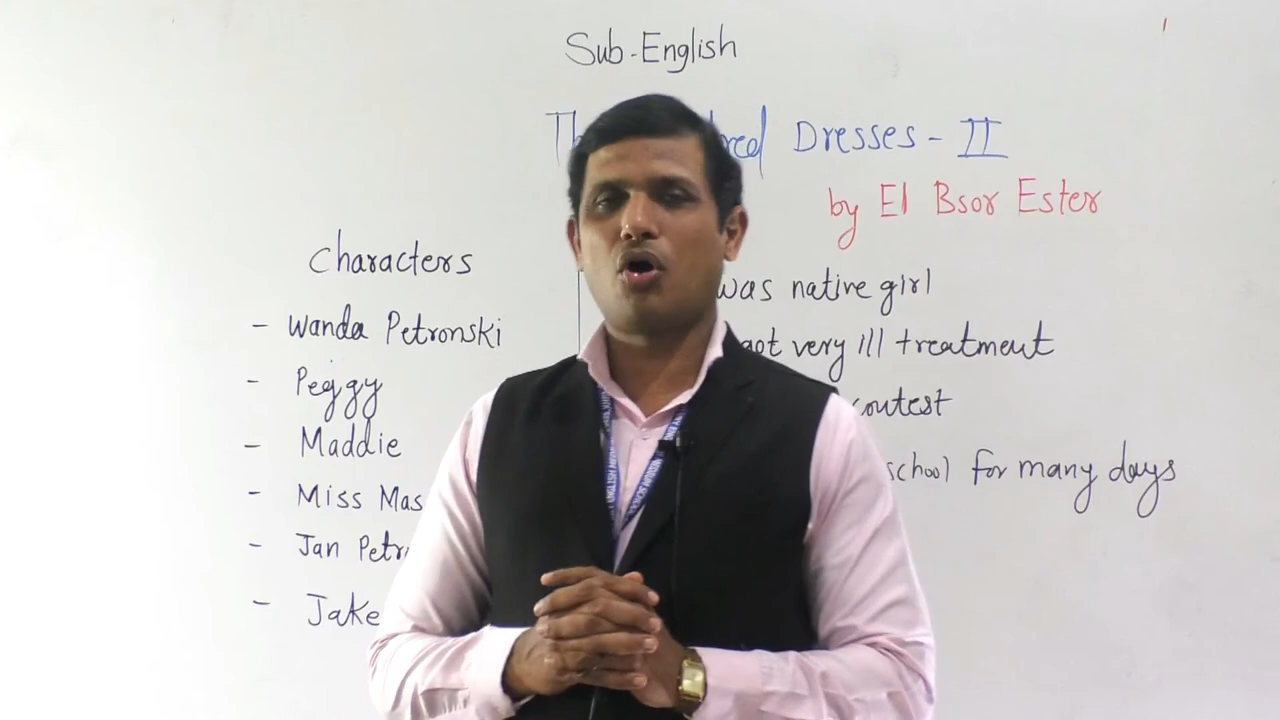 Sub-English
Dresses - II
by El Bsor Ester
Characters
- Wanda Petronski
- Peggy
- Maddie
- Miss Mas
- Jan Petr
- Jake
was native girl
got very ill treatment
contest
school for many days